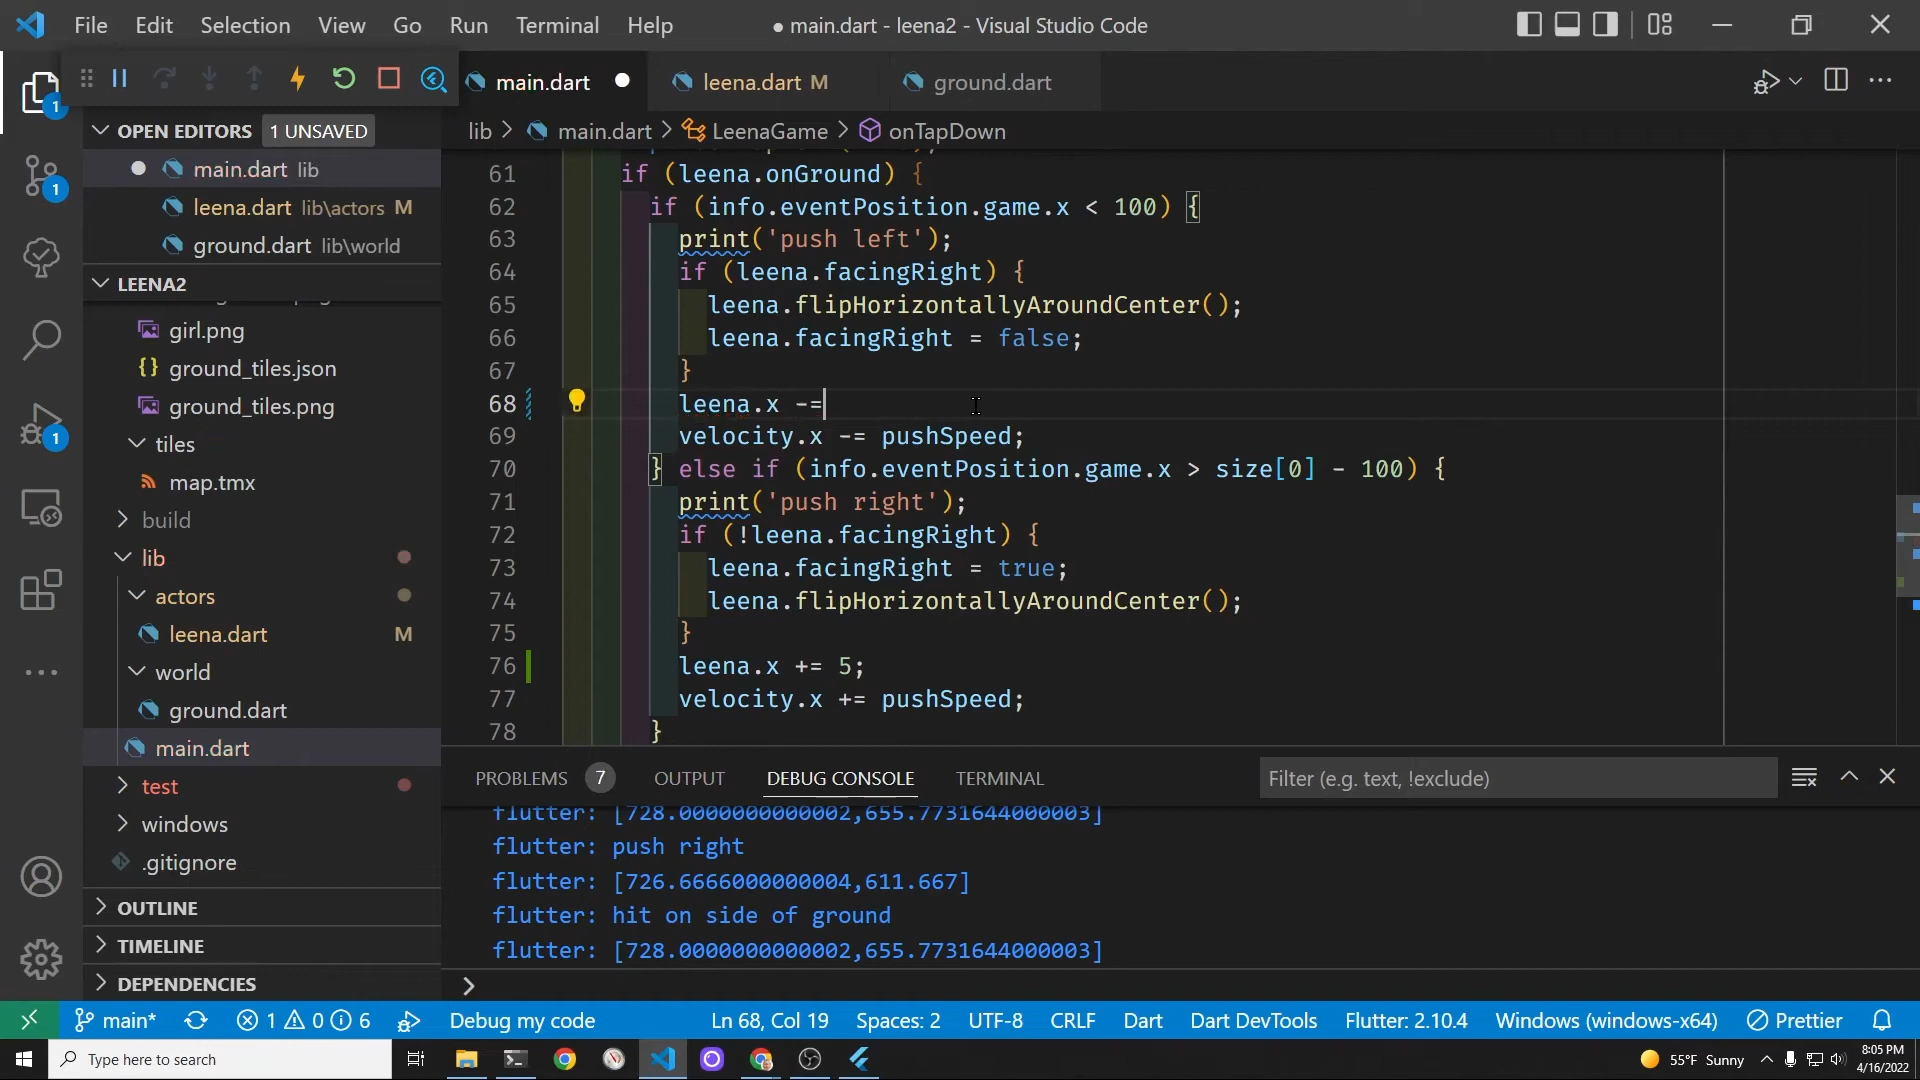 File Edit Selection View Go Run Terminal Help
● main.dart - leena2 - Visual Studio Code
main.dart
leena.dart M
ground.dart
lib > main.dart > LeenaGame > onTapDown
1
OPEN EDITORS 1 UNSAVED
main.dart lib
leena.dart lib\actors M
ground.dart lib\world
LEENA2
girl.png
ground_tiles.json
ground_tiles.png
tiles
map.tmx
build
lib
actors
leena.dart M
world
ground.dart
main.dart
test
windows
.gitignore
OUTLINE
TIMELINE
DEPENDENCIES
1
1
61 if (leena.onGround) {
62 if (info.eventPosition.game.x < 100) {
63 print('push left');
64 if (leena.facingRight) {
65 leena.flipHorizontallyAroundCenter();
66 leena.facingRight = false;
67 }
68 leena.x -=
69 velocity.x -= pushSpeed;
70 } else if (info.eventPosition.game.x > size[0] - 100) {
71 print('push right');
72 if (!leena.facingRight) {
73 leena.facingRight = true;
74 leena.flipHorizontallyAroundCenter();
75 }
76 leena.x += 5;
77 velocity.x += pushSpeed;
78 }
PROBLEMS 7 OUTPUT DEBUG CONSOLE TERMINAL
Filter (e.g. text, !exclude)
flutter: [728.0000000000002,655.7731644000003]
flutter: push right
flutter: [726.6666000000004,611.667]
flutter: hit on side of ground
flutter: [728.0000000000002,655.7731644000003]
>
main* 1 0 6 Debug my code Ln 68, Col 19 Spaces: 2 UTF-8 CRLF Dart Dart DevTools Flutter: 2.10.4 Windows (windows-x64) Prettier
Type here to search
55°F Sunny
8:05 PM
4/16/2022